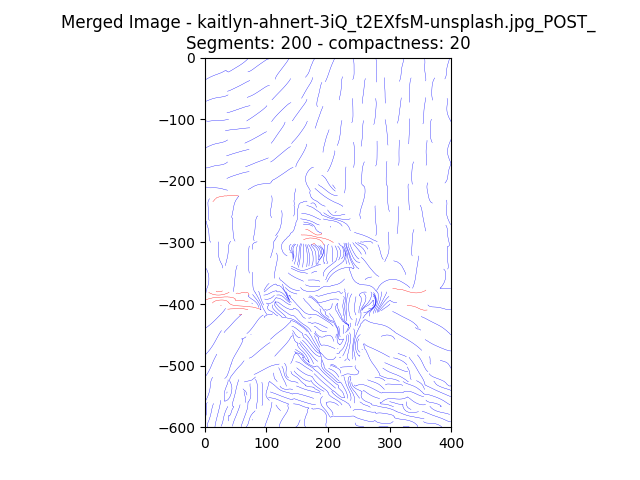 Merged Image - kaitlyn-ahnert-3iQ_t2EXfsM-unsplash.jpg_POST_
Segments: 200 - compactness: 20
0
−100
−200
−300
−400
−500
−600
0 100 200 300 400